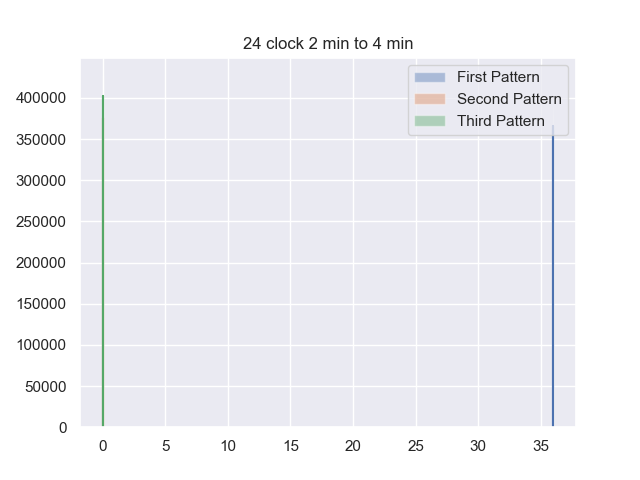 24 clock 2 min to 4 min
First Pattern
Second Pattern
Third Pattern
400000
350000
300000
250000
200000
150000
100000
50000
0
0 5 10 15 20 25 30 35